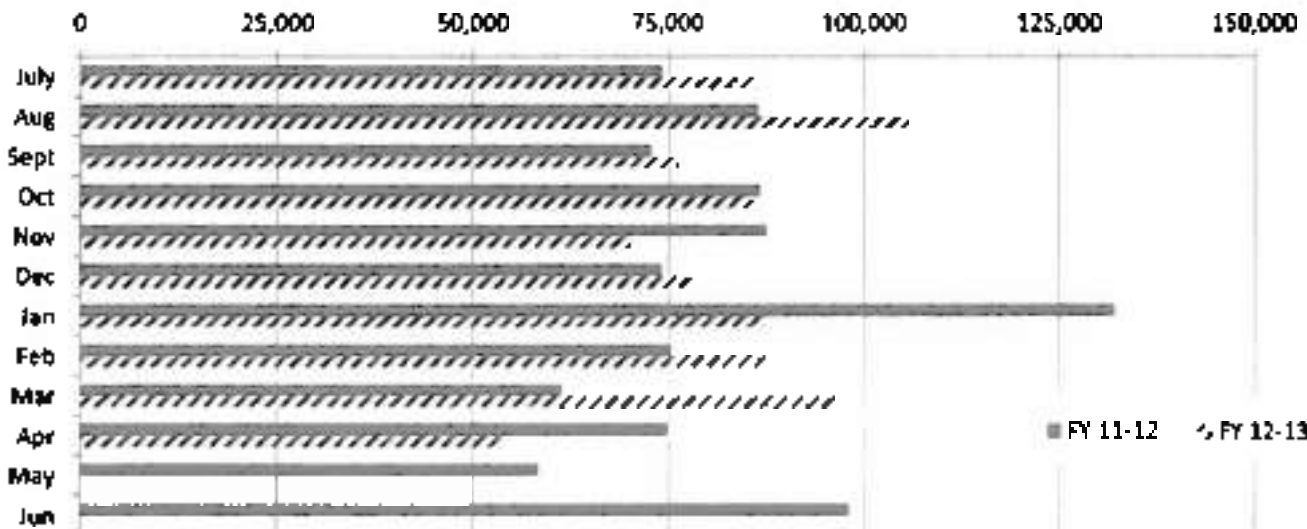 0 25,000 50,000 75,000 100,000 125,000 150,000
July
Aug
Sept
Oct
Nov
Dec
Jan
Feb
Mar
Apr
FY 11-12 FY 12-13
May
Jun